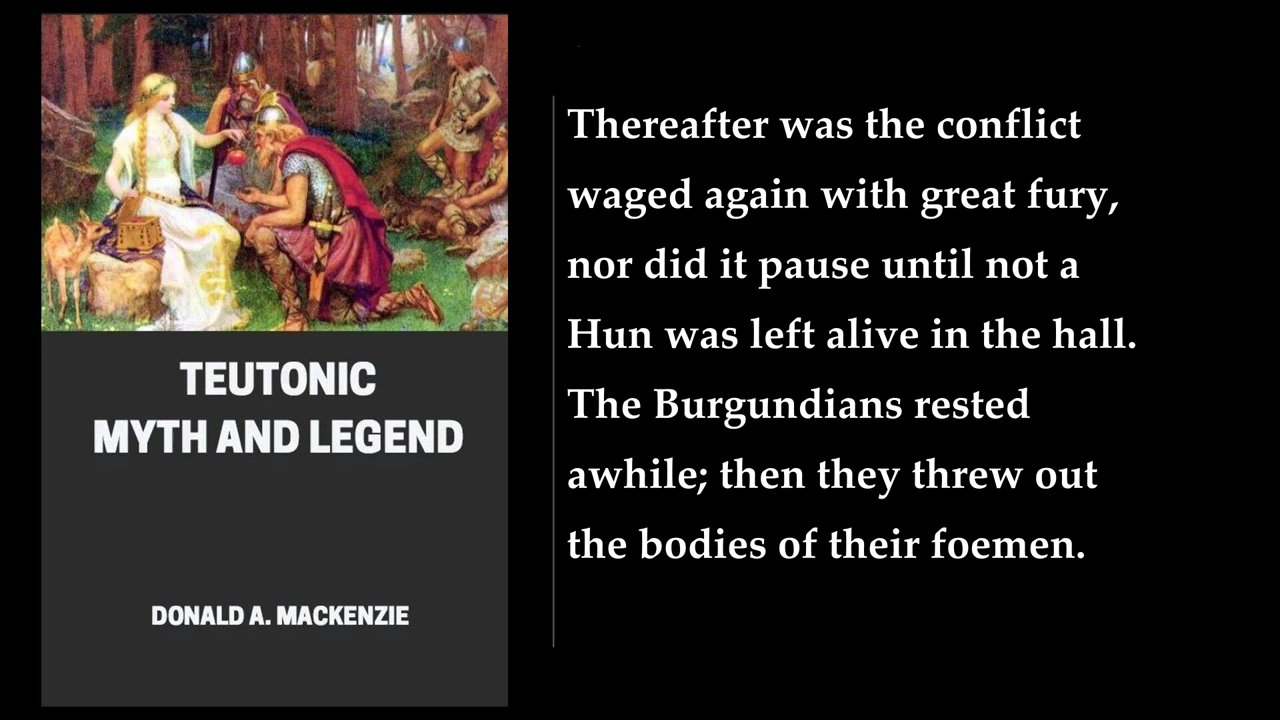 TEUTONIC
MYTH AND LEGEND
DONALD A. MACKENZIE
Thereafter was the conflict
waged again with great fury,
nor did it pause until not a
Hun was left alive in the hall.
The Burgundians rested
awhile; then they threw out
the bodies of their foemen.